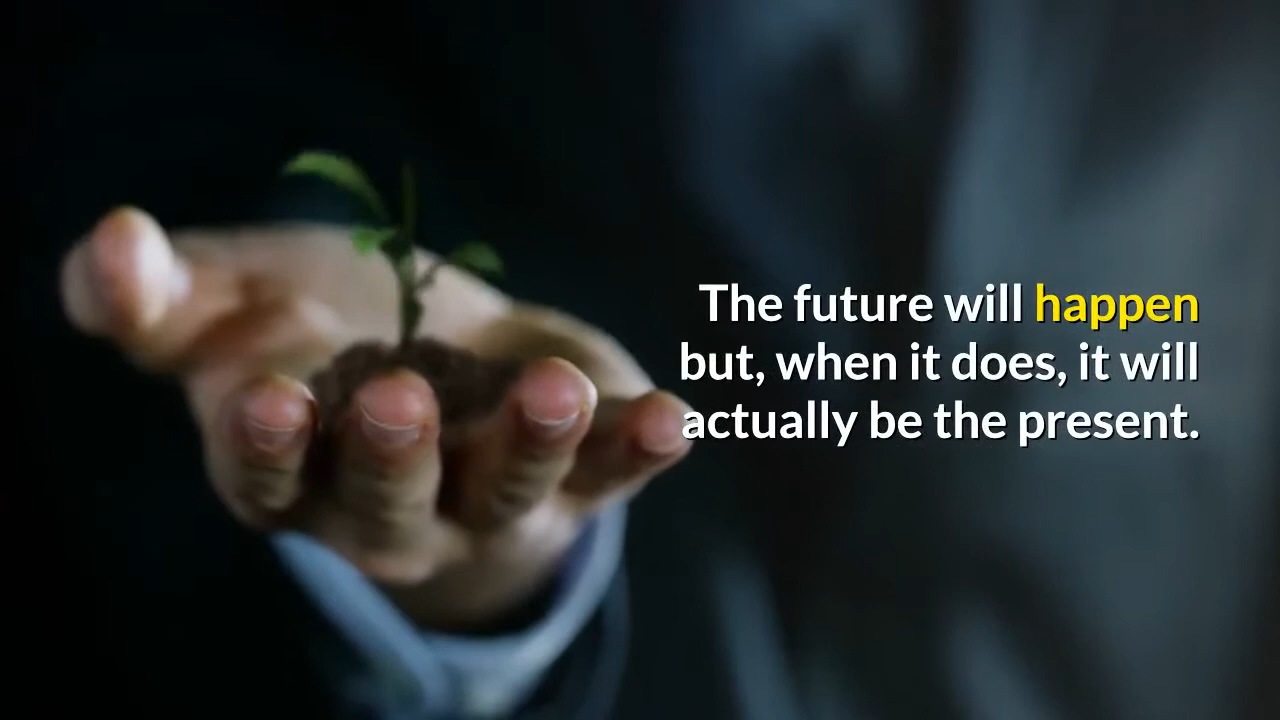 The future will happen
but, when it does, it will
actually be the present.